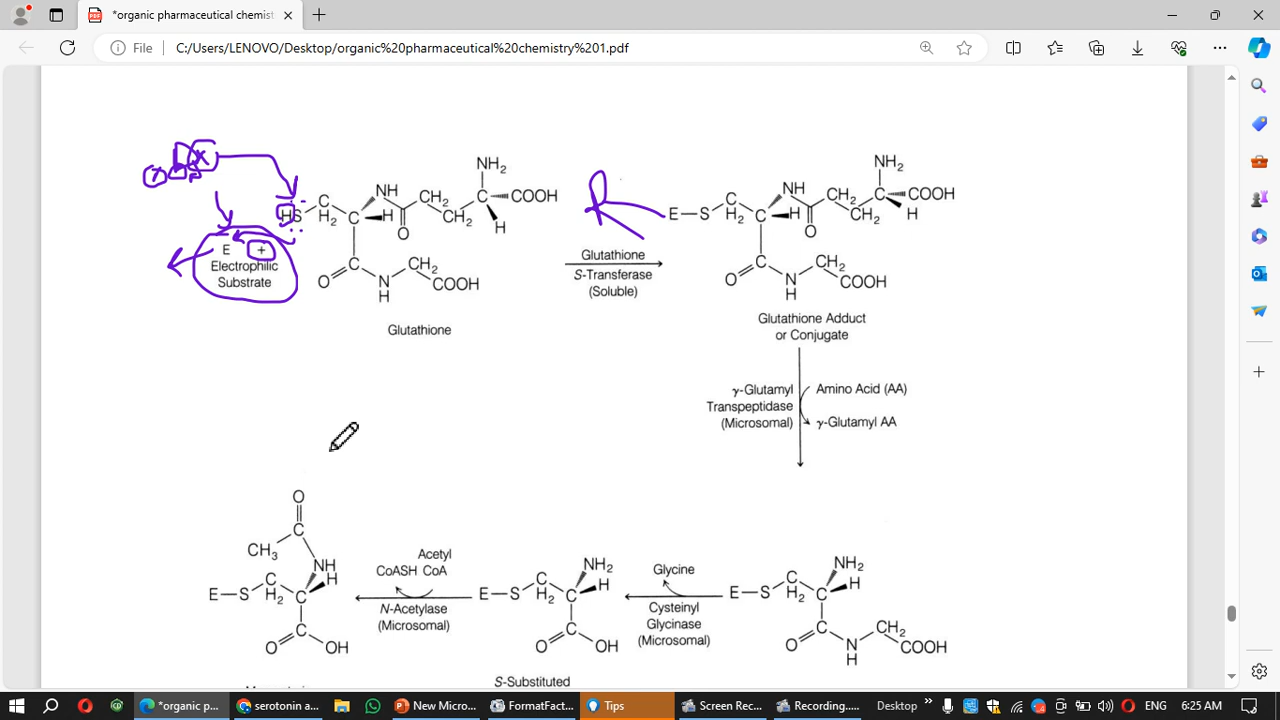 *organic pharmaceutical chemist
File
C:/Users/LENOVO/Desktop/organic%20pharmaceutical%20chemistry%201.pdf
X
R
HS
C
H2
NH
H
O
CH2
CH2
C
NH2
COOH
H
C
O
N
H
CH2
COOH
E +
Electrophilic
Substrate
Glutathione
Glutathione
S-Transferase
(Soluble)
E—S
C
H2
C
NH
H
O
CH2
CH2
C
NH2
COOH
H
C
O
N
H
CH2
COOH
Glutathione Adduct
or Conjugate
γ-Glutamyl
Transpeptidase
(Microsomal)
Amino Acid (AA)
γ-Glutamyl AA
O
C
CH3
NH
E—S
C
H2
C
H
C
O
OH
Acetyl
CoASH CoA
N-Acetylase
(Microsomal)
E—S
C
H2
C
NH2
H
C
O
OH
S-Substituted
Glycine
Cysteinyl
Glycinase
(Microsomal)
E—S
C
H2
C
NH2
H
C
O
N
H
CH2
COOH
*organic p...
serotonin a...
New Micro...
FormatFact...
Tips
Screen Rec...
Recording....
Desktop
ENG
6:25 AM